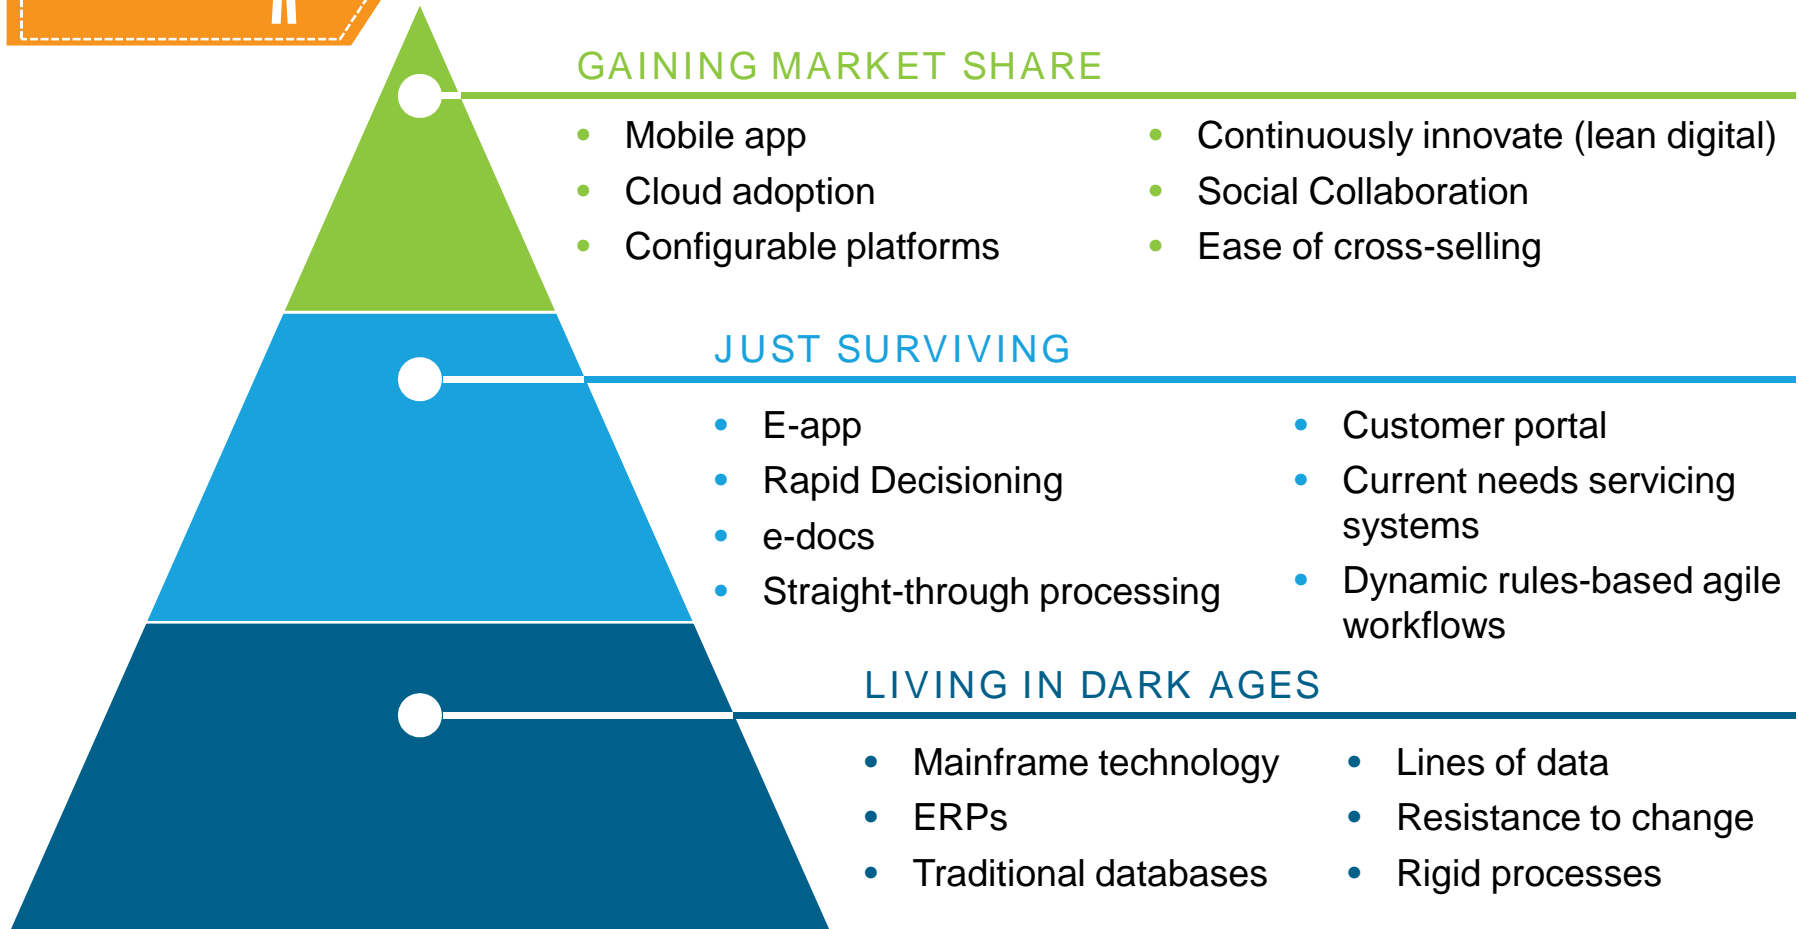 GAINING MARKET SHARE
• Mobile app
• Cloud adoption
• Configurable platforms
• Continuously innovate (lean digital)
• Social Collaboration
• Ease of cross-selling
JUST SURVIVING
• E-app
• Rapid Decisioning
• e-docs
• Straight-through processing
• Customer portal
• Current needs servicing
systems
• Dynamic rules-based agile
workflows
LIVING IN DARK AGES
• Mainframe technology
• ERPs
• Traditional databases
• Lines of data
• Resistance to change
• Rigid processes